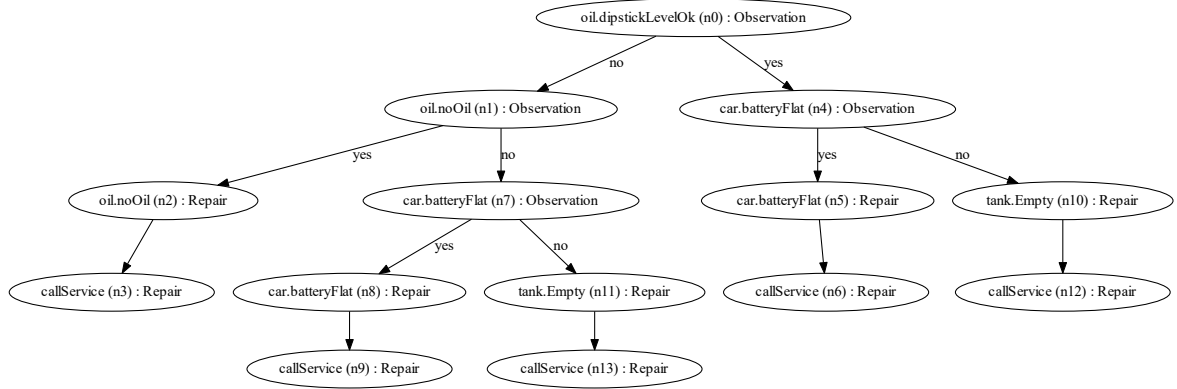 oil.dipstickLevelOk (n0) : Observation
no
yes
oil.noOil (n1) : Observation
car.batteryFlat (n4) : Observation
yes
no
yes
no
oil.noOil (n2) : Repair
car.batteryFlat (n7) : Observation
car.batteryFlat (n5) : Repair
tank.Empty (n10) : Repair
yes
no
callService (n3) : Repair
car.batteryFlat (n8) : Repair
tank.Empty (n11) : Repair
callService (n6) : Repair
callService (n12) : Repair
callService (n9) : Repair
callService (n13) : Repair